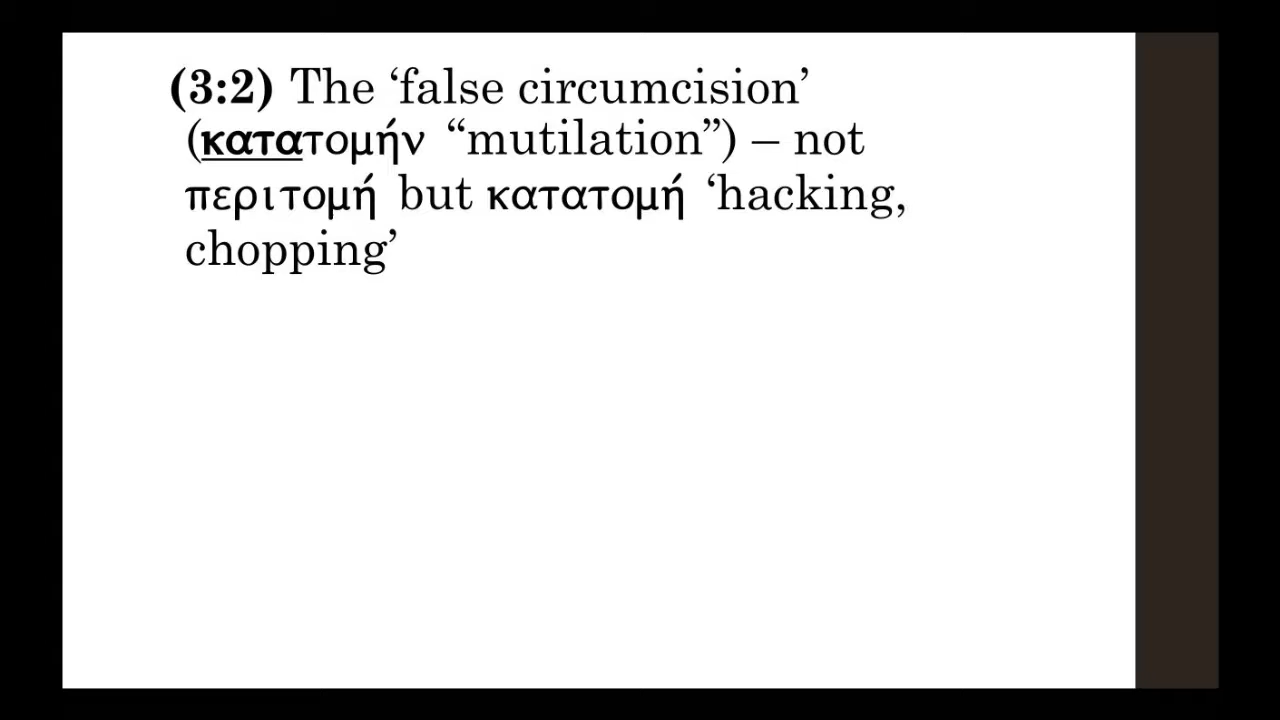 (3:2) The ‘false circumcision’
(κατατομήν “mutilation”) – not
περιτομή but κατατομή ‘hacking,
chopping’